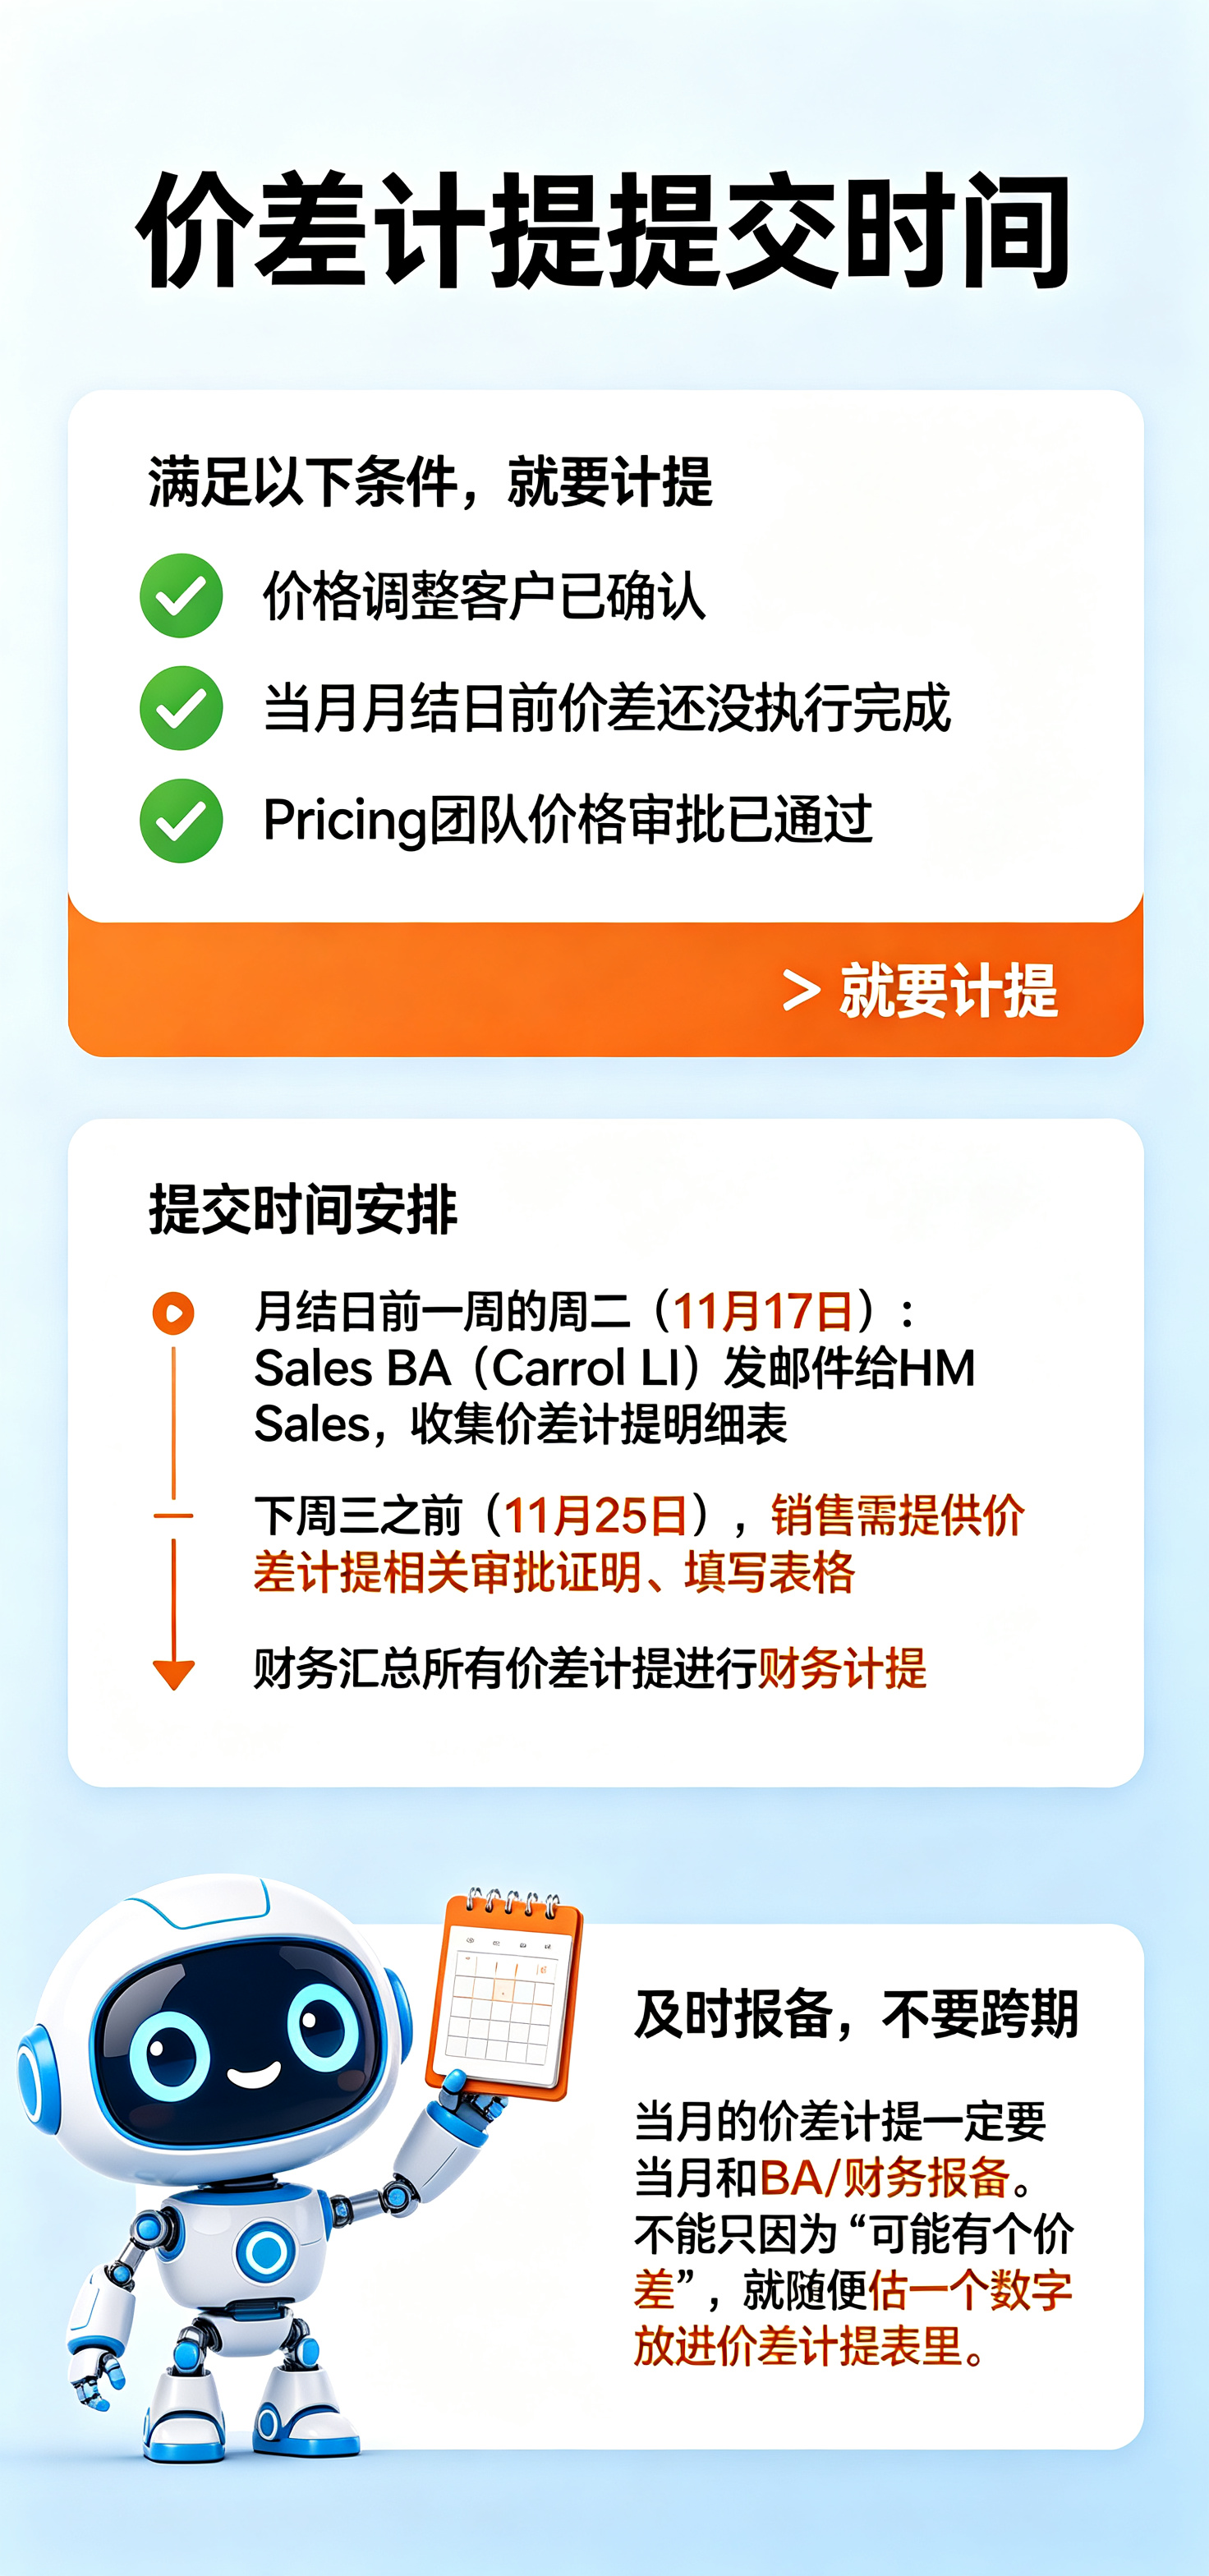 价差计提提交时间
满足以下条件，就要计提
价格调整客户已确认
当月月结日前价差还没执行完成
Pricing团队价格审批已通过
> 就要计提
提交时间安排
月结日前一周的周二（11月17日）：
Sales BA（Carrol LI）发邮件给HM
Sales，收集价差计提明细表
下周三之前（11月25日），销售需提供价
差计提相关审批证明、填写表格
财务汇总所有价差计提进行财务计提
及时报备，不要跨期
当月的价差计提一定要
当月和BA/财务报备。
不能只因为“可能有个价
差”，就随便估一个数字
放进价差计提表里。